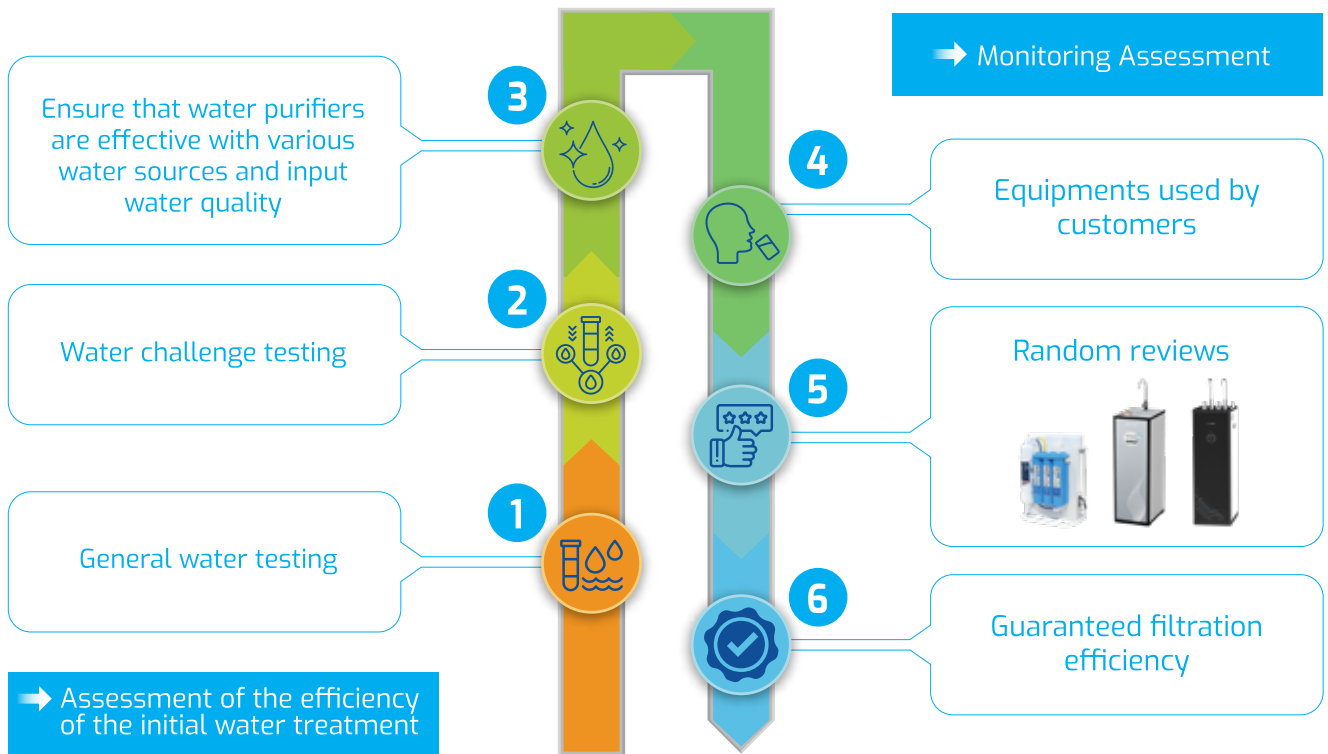 Monitoring Assessment
3
Ensure that water purifiers
are effective with various
water sources and input
water quality
4
Equipments used by
customers
2
Water challenge testing
5
Random reviews
1
General water testing
6
Guaranteed filtration
efficiency
Assessment of the efficiency
of the initial water treatment